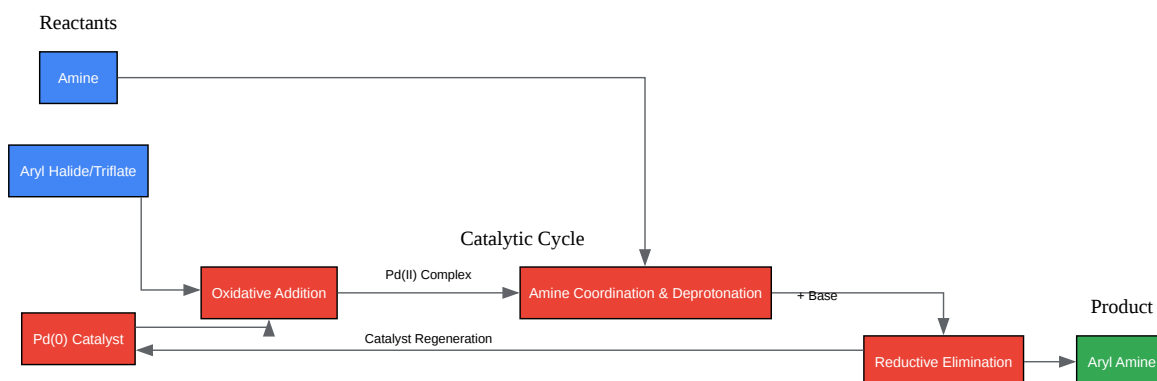 Reactants
Amine
Aryl Halide/Triflate
Catalytic Cycle
Pd(II) Complex
Oxidative Addition
Amine Coordination & Deprotonation
+ Base
Product
Pd(0) Catalyst
Catalyst Regeneration
Reductive Elimination
Aryl Amine